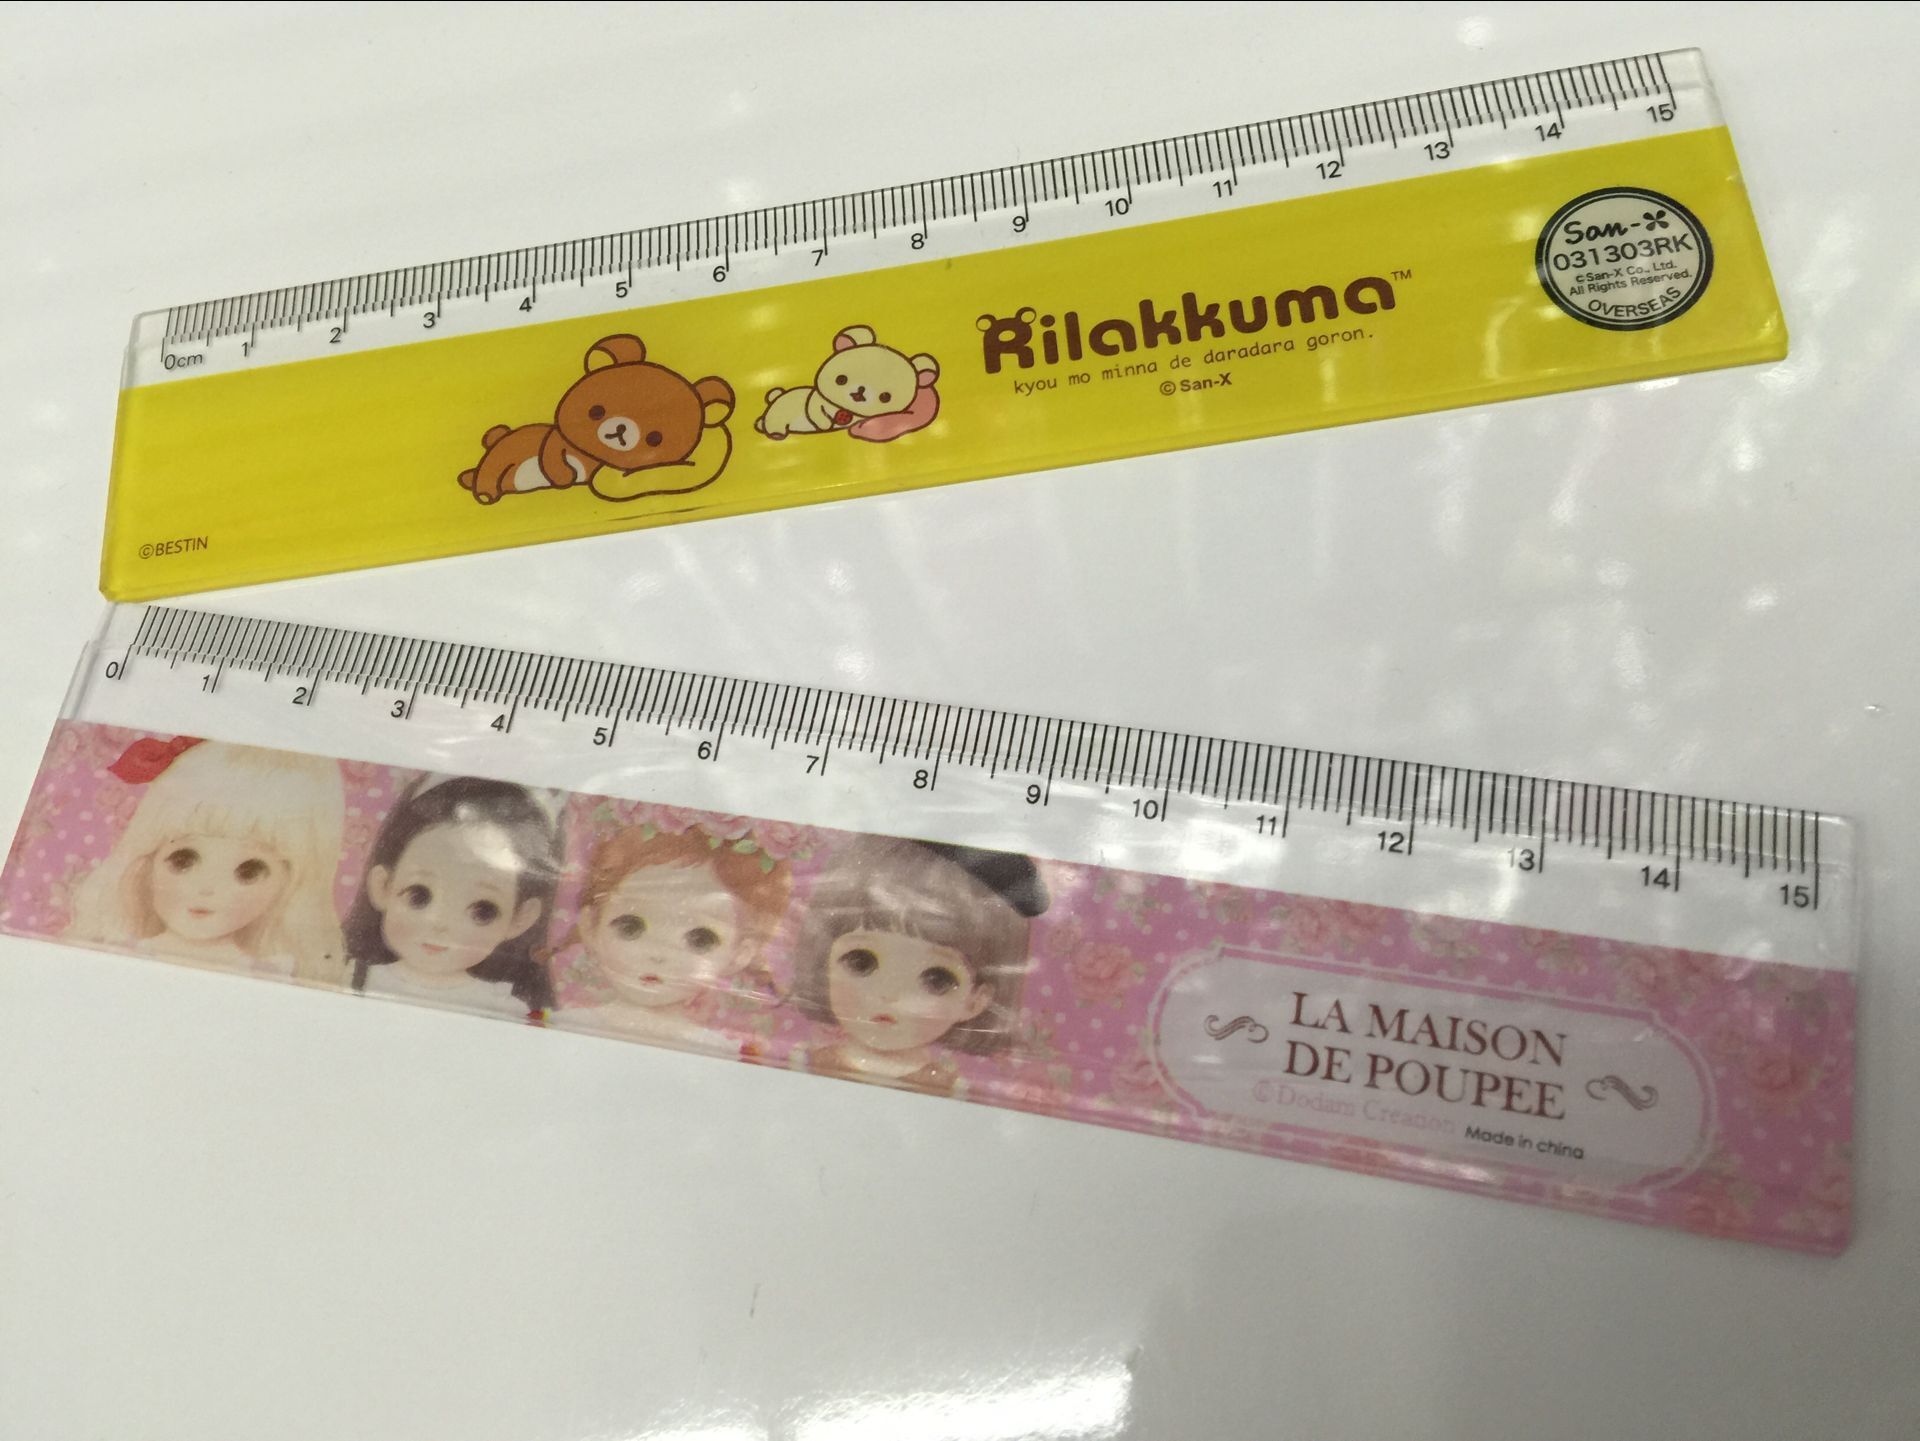 0cm 1 2 3 4 5 6 7 8 9 10 11 12 13 14 15
San-X
031303RK
©San-X Co., Ltd.
All Rights Reserved.
OVERSEAS
Rilakkuma™
kyou mo minna de daradara goron.
©San-X
©BESTIN
0 1 2 3 4 5 6 7 8 9 10 11 12 13 14 15
LA MAISON
DE POUPEE
© Dodam Creation
Made in china